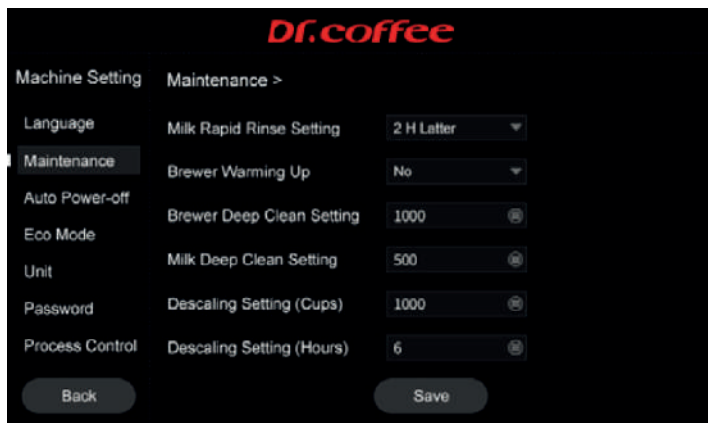 Dr.coffee
Machine Setting
Maintenance >
Language
Milk Rapid Rinse Setting
2 H Latter
Maintenance
Brewer Warming Up
No
Auto Power-off
Brewer Deep Clean Setting
1000
Eco Mode
Milk Deep Clean Setting
500
Unit
Descaling Setting (Cups)
1000
Password
Descaling Setting (Hours)
6
Process Control
Back
Save